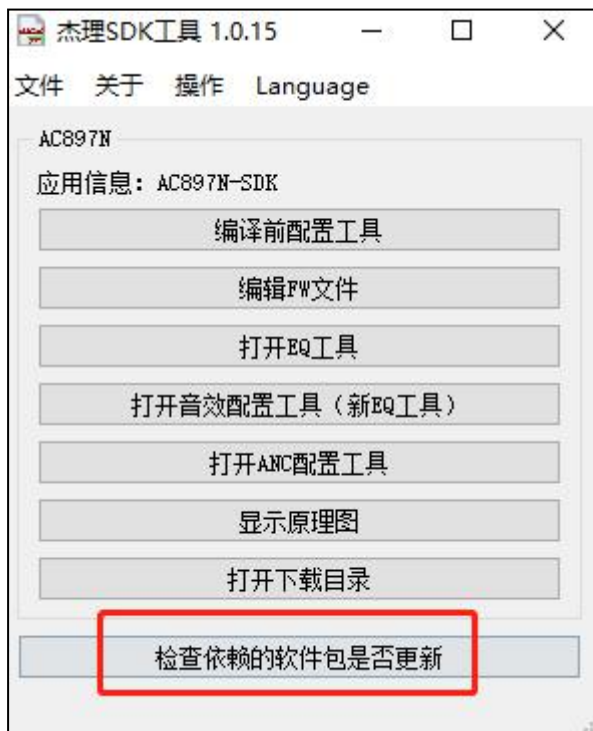 杰理SDK工具 1.0.15
文件 关于 操作 Language
AC897N
应用信息: AC897N-SDK
编译前配置工具
编辑FW文件
打开EQ工具
打开音效配置工具（新EQ工具）
打开ANC配置工具
显示原理图
打开下载目录
检查依赖的软件包是否更新